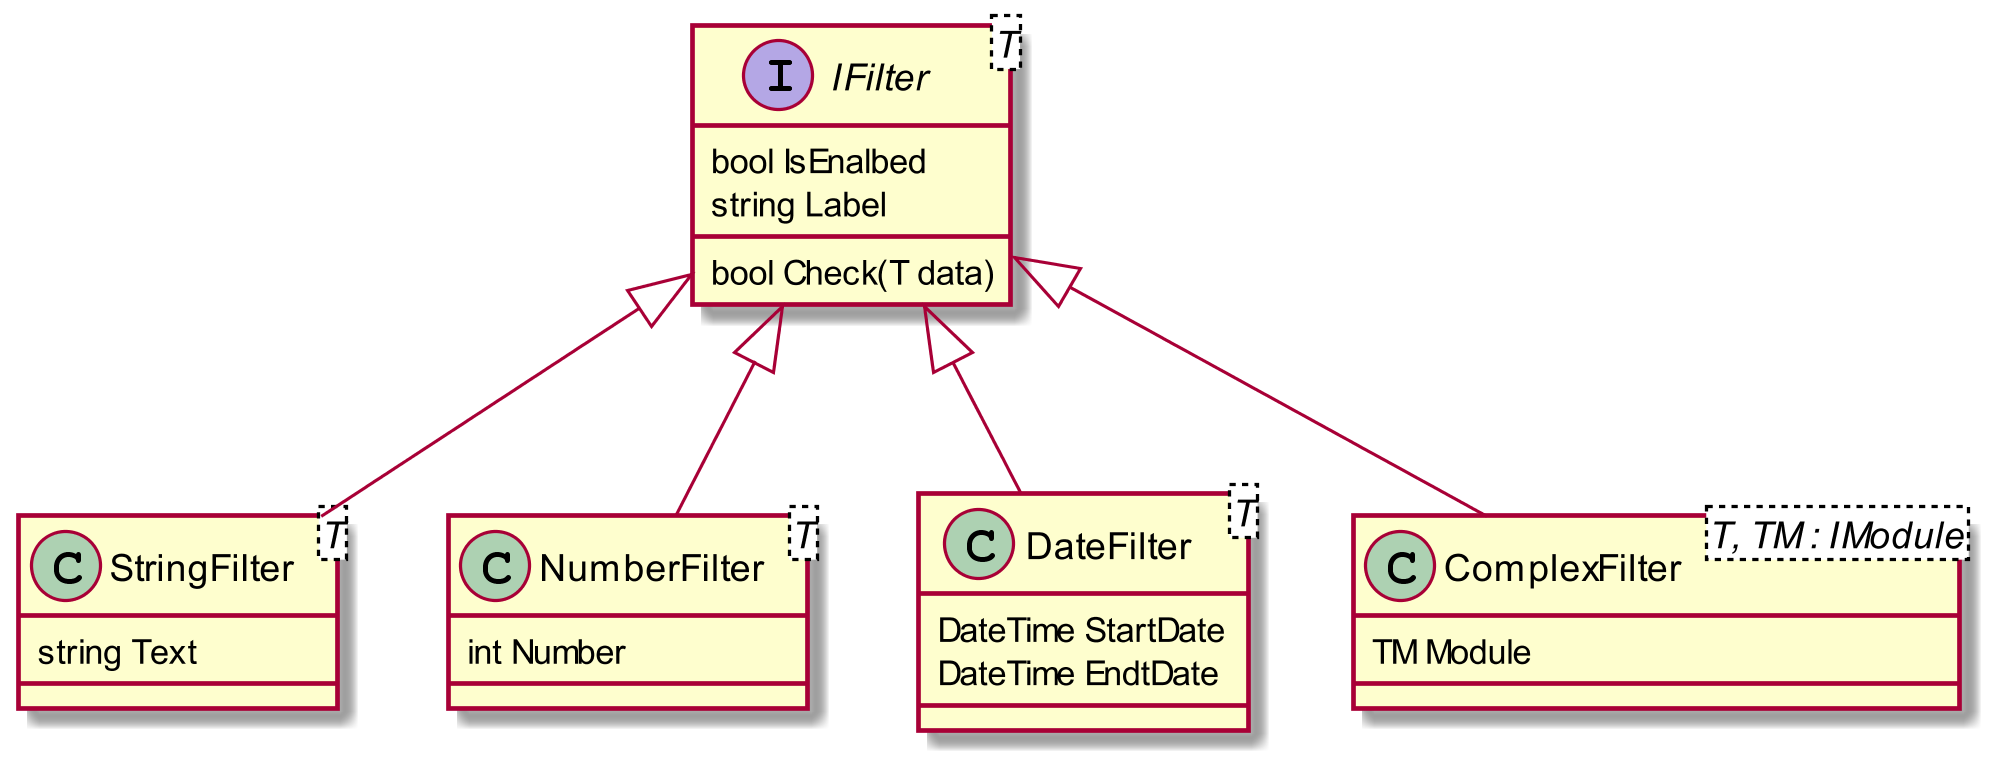 T
I IFilter
bool IsEnalbed
string Label
bool Check(T data)
T
C StringFilter
string Text
T
C NumberFilter
int Number
T
C DateFilter
DateTime StartDate
DateTime EndtDate
T, TM : IModule
C ComplexFilter
TM Module